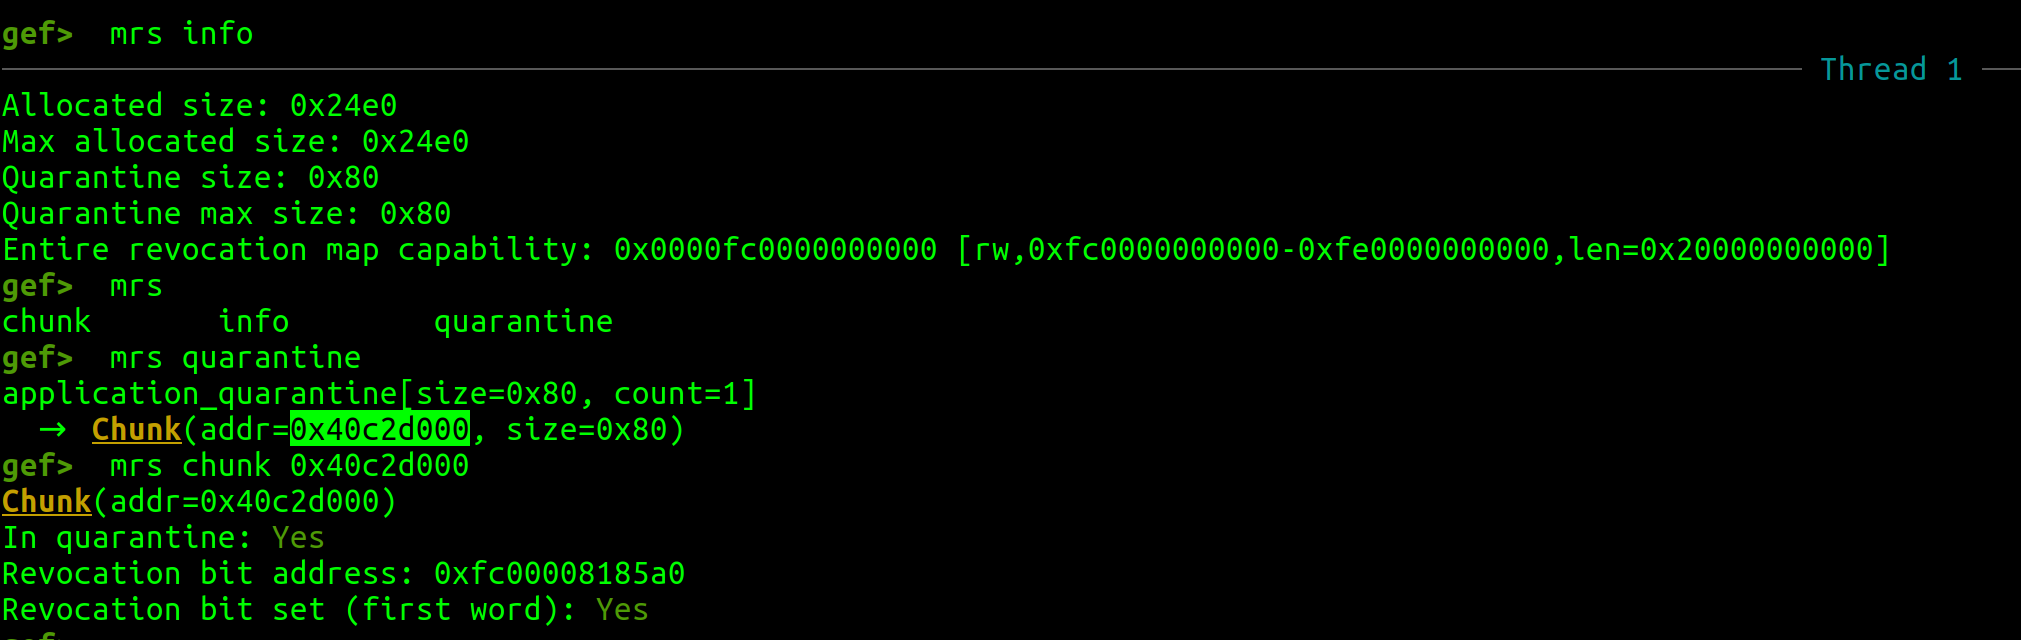 gef> mrs info
Thread 1
Allocated size: 0x24e0
Max allocated size: 0x24e0
Quarantine size: 0x80
Quarantine max size: 0x80
Entire revocation map capability: 0x0000fc0000000000 [rw,0xfc0000000000-0xfe0000000000,len=0x20000000000]
gef> mrs
chunk info quarantine
gef> mrs quarantine
application_quarantine[size=0x80, count=1]
→ Chunk(addr=0x40c2d000, size=0x80)
gef> mrs chunk 0x40c2d000
Chunk(addr=0x40c2d000)
In quarantine: Yes
Revocation bit address: 0xfc00008185a0
Revocation bit set (first word): Yes